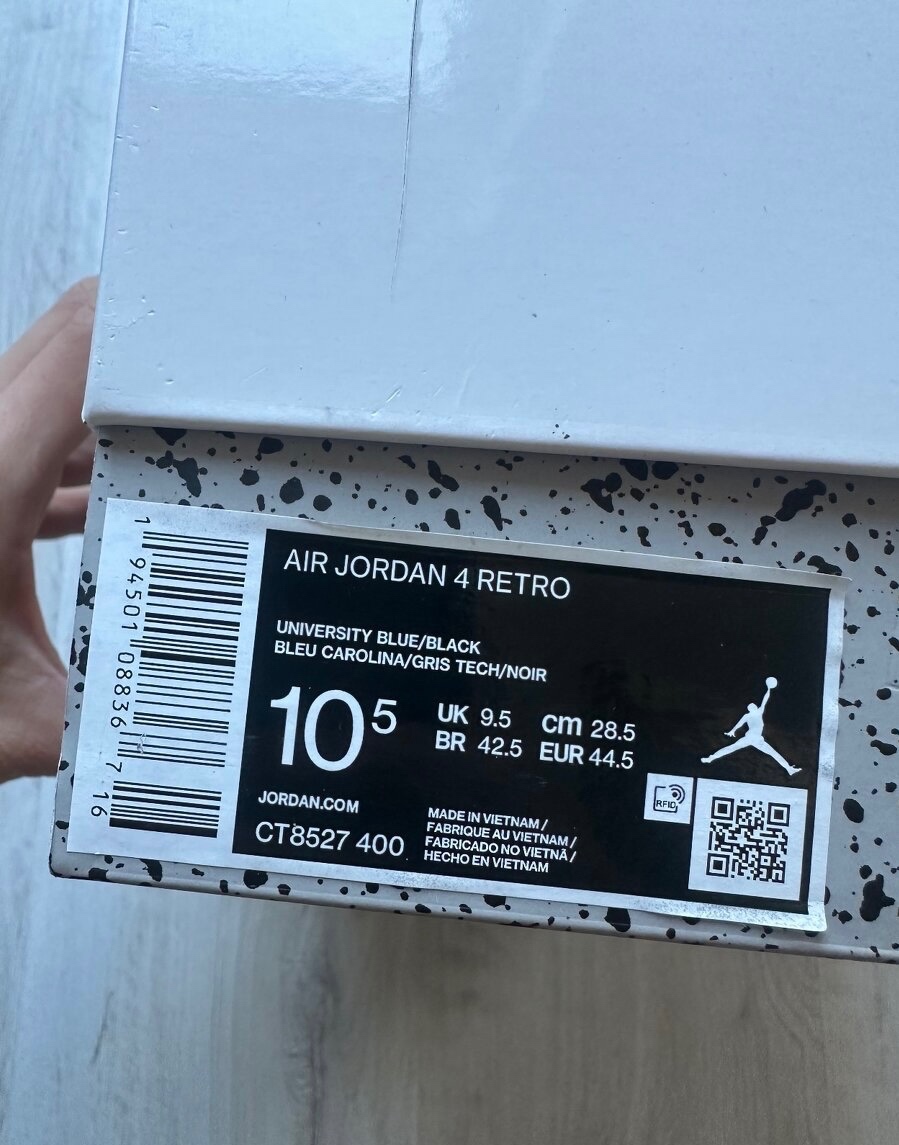 AIR JORDAN 4 RETRO
UNIVERSITY BLUE/BLACK
BLEU CAROLINA/GRIS TECH/NOIR
10 5
UK 9.5 cm 28.5
BR 42.5 EUR 44.5
JORDAN.COM
CT8527 400
MADE IN VIETNAM /
FABRIQUE AU VIETNAM /
FABRICADO NO VIETNÃ /
HECHO EN VIETNAM
RFID
1 94501 08836 7 16